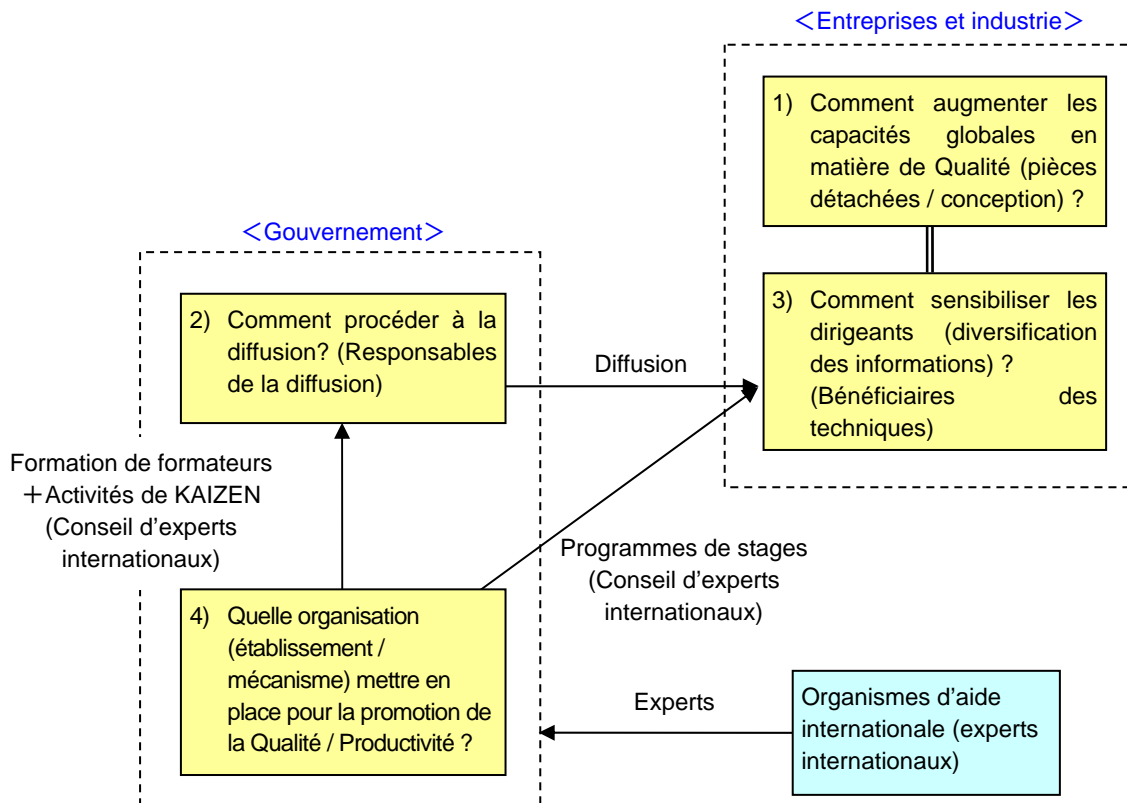 ＜Entreprises et industrie＞
1) Comment augmenter les
capacités globales en
matière de Qualité (pièces
détachées / conception) ?
＜Gouvernement＞
2) Comment procéder à la
diffusion? (Responsables
de la diffusion)
Diffusion
3) Comment sensibiliser les
dirigeants (diversification
des informations) ?
(Bénéficiaires des
techniques)
Formation de formateurs
＋Activités de KAIZEN
(Conseil d’experts
internationaux)
Programmes de stages
(Conseil d’experts
internationaux)
4) Quelle organisation
(établissement /
mécanisme) mettre en
place pour la promotion de
la Qualité / Productivité ?
Experts
Organismes d’aide
internationale (experts
internationaux)